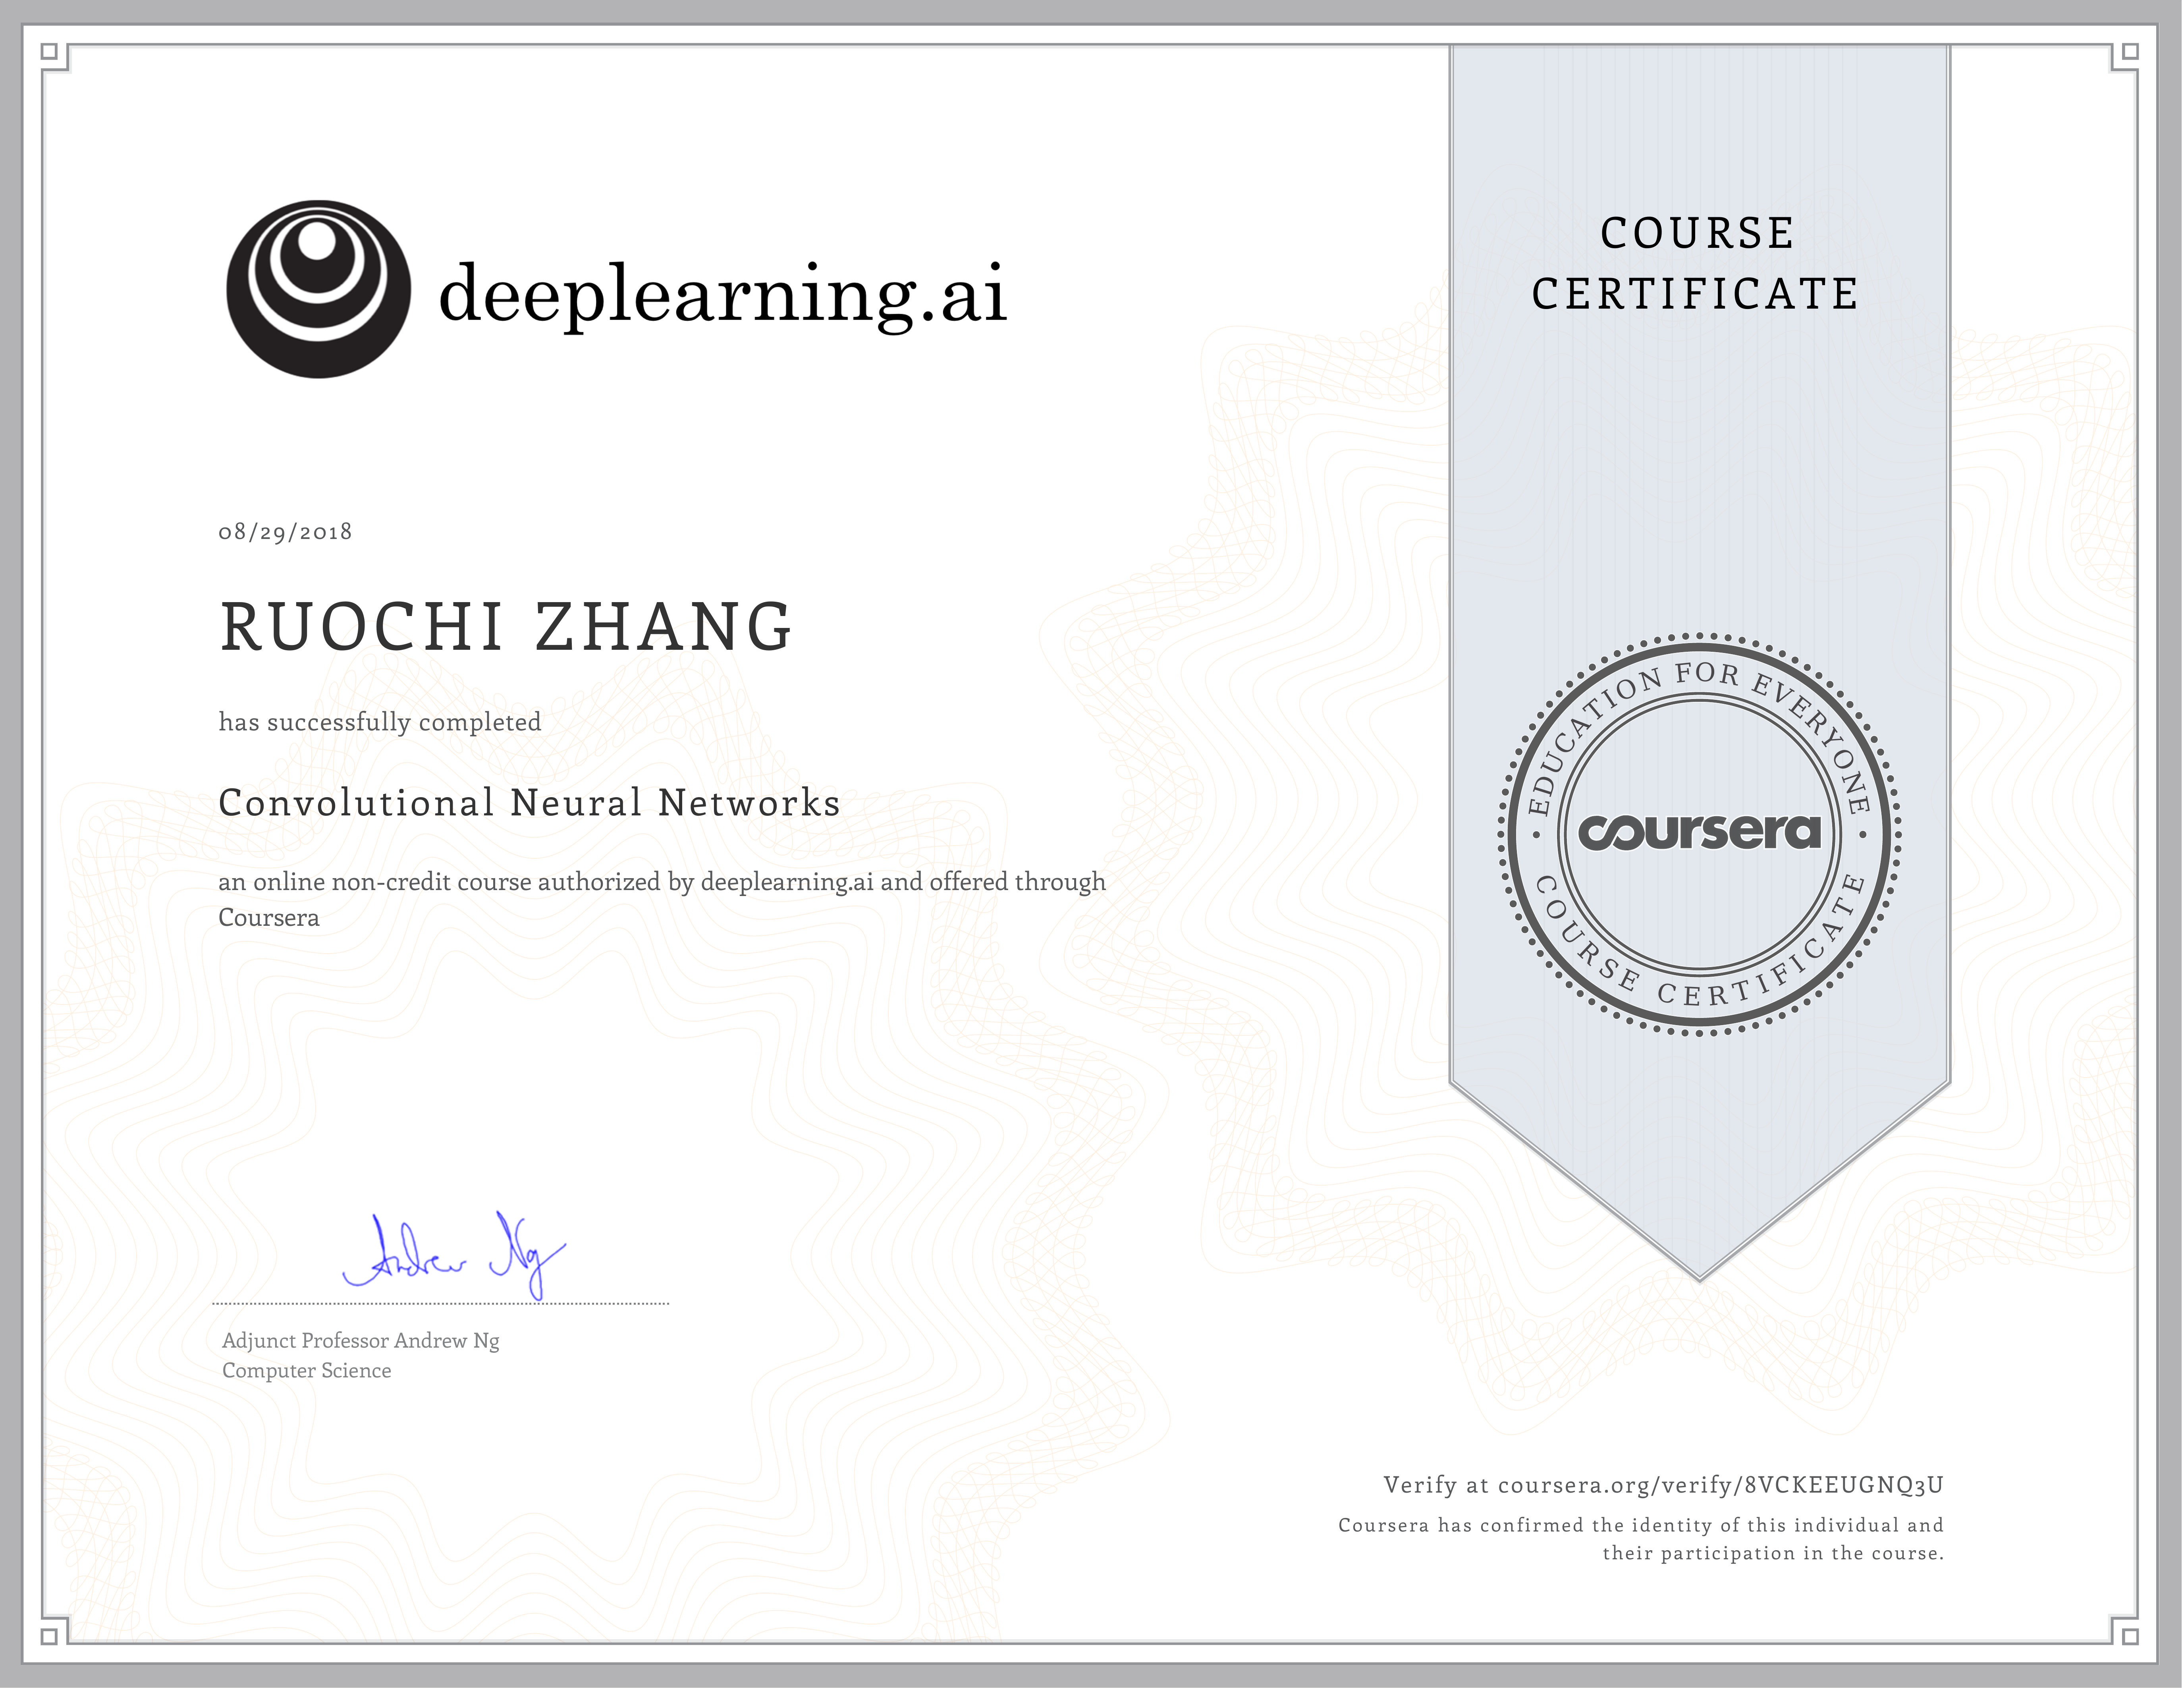 deeplearning.ai
COURSE
CERTIFICATE
08/29/2018
RUOCHI ZHANG
has successfully completed
Convolutional Neural Networks
an online non-credit course authorized by deeplearning.ai and offered through
Coursera
EDUCATION FOR EVERYONE
coursera
COURSE CERTIFICATE
Andrew Ng
Adjunct Professor Andrew Ng
Computer Science
Verify at coursera.org/verify/8VCKEEUGNQ3U
Coursera has confirmed the identity of this individual and
their participation in the course.